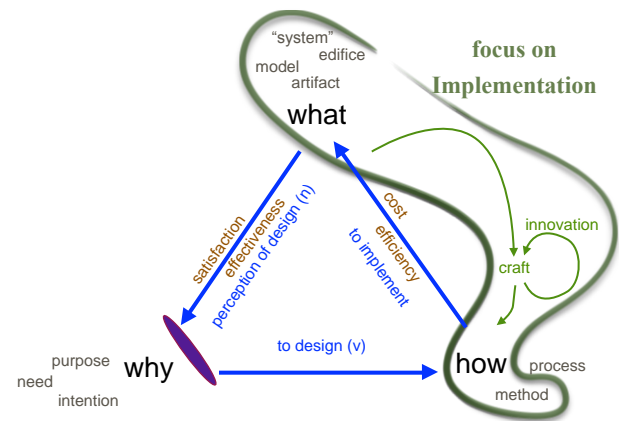 “system”
edifice
model
artifact
what
focus on
Implementation
satisfaction
effectiveness
perception of design (n)
cost
efficiency
to implement
innovation
craft
purpose
need
intention
why
to design (v)
how
process
method